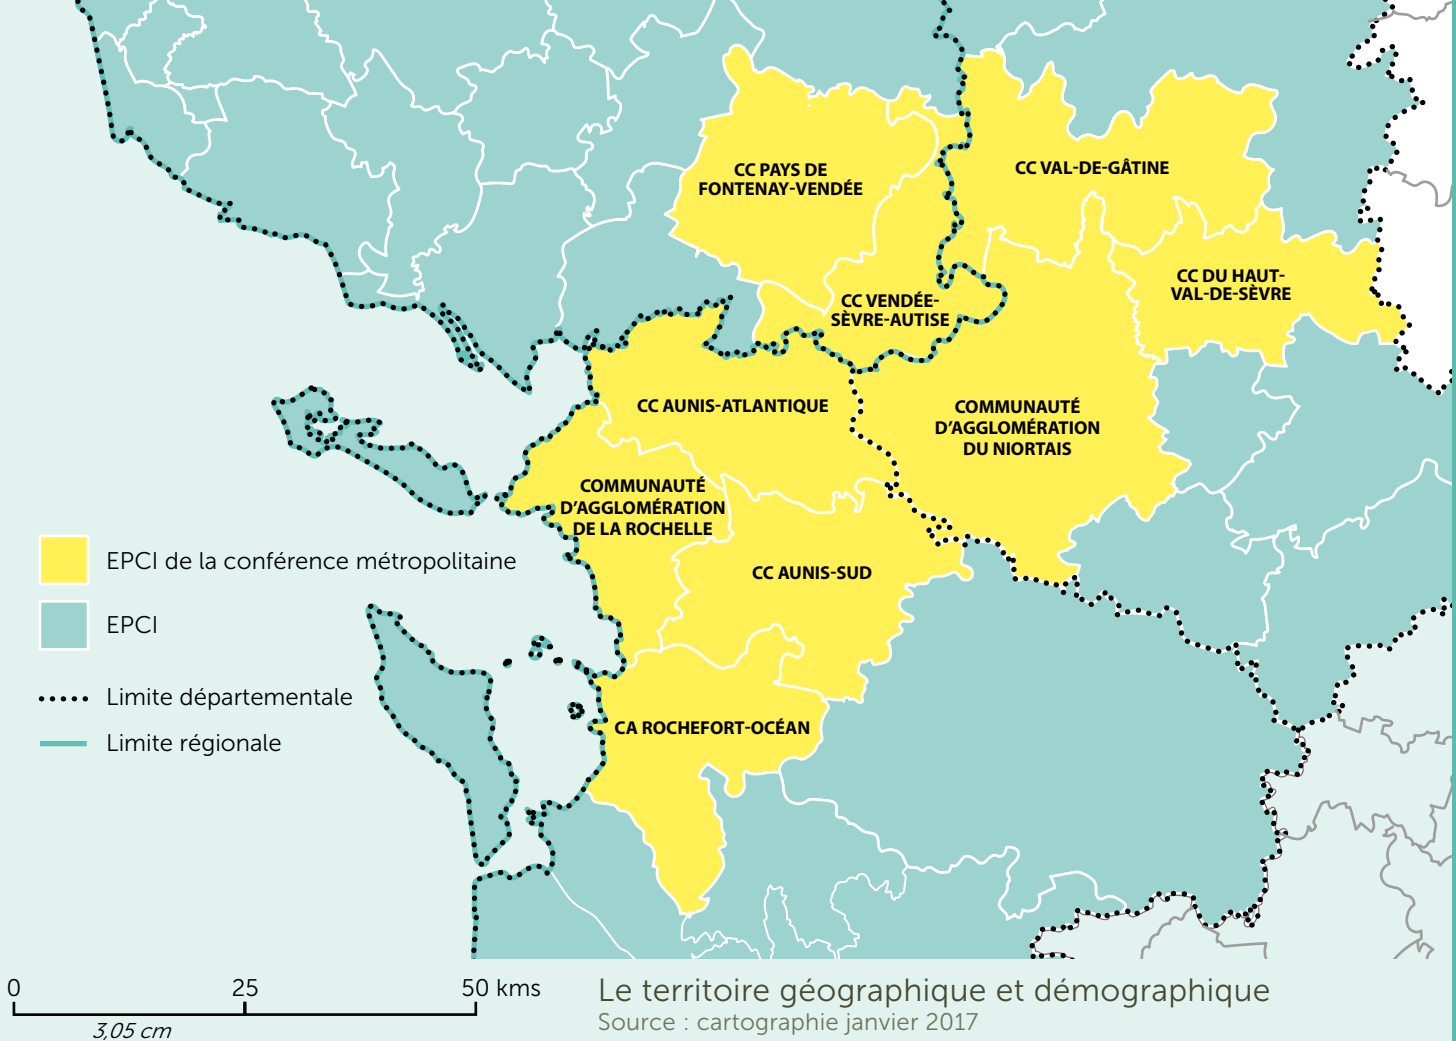 CC PAYS DE
FONTENAY-VENDÉE
CC VAL-DE-GÂTINE
CC DU HAUT-
VAL-DE-SÈVRE
CC VENDÉE-
SÈVRE-AUTISE
CC AUNIS-ATLANTIQUE
COMMUNAUTÉ
D'AGGLOMÉRATION
DU NIORTAIS
COMMUNAUTÉ
D'AGGLOMÉRATION
DE LA ROCHELLE
CC AUNIS-SUD
CA ROCHEFORT-OCÉAN
EPCI de la conférence métropolitaine
EPCI
Limite départementale
Limite régionale
0 25 50 kms
3,05 cm
Le territoire géographique et démographique
Source : cartographie janvier 2017